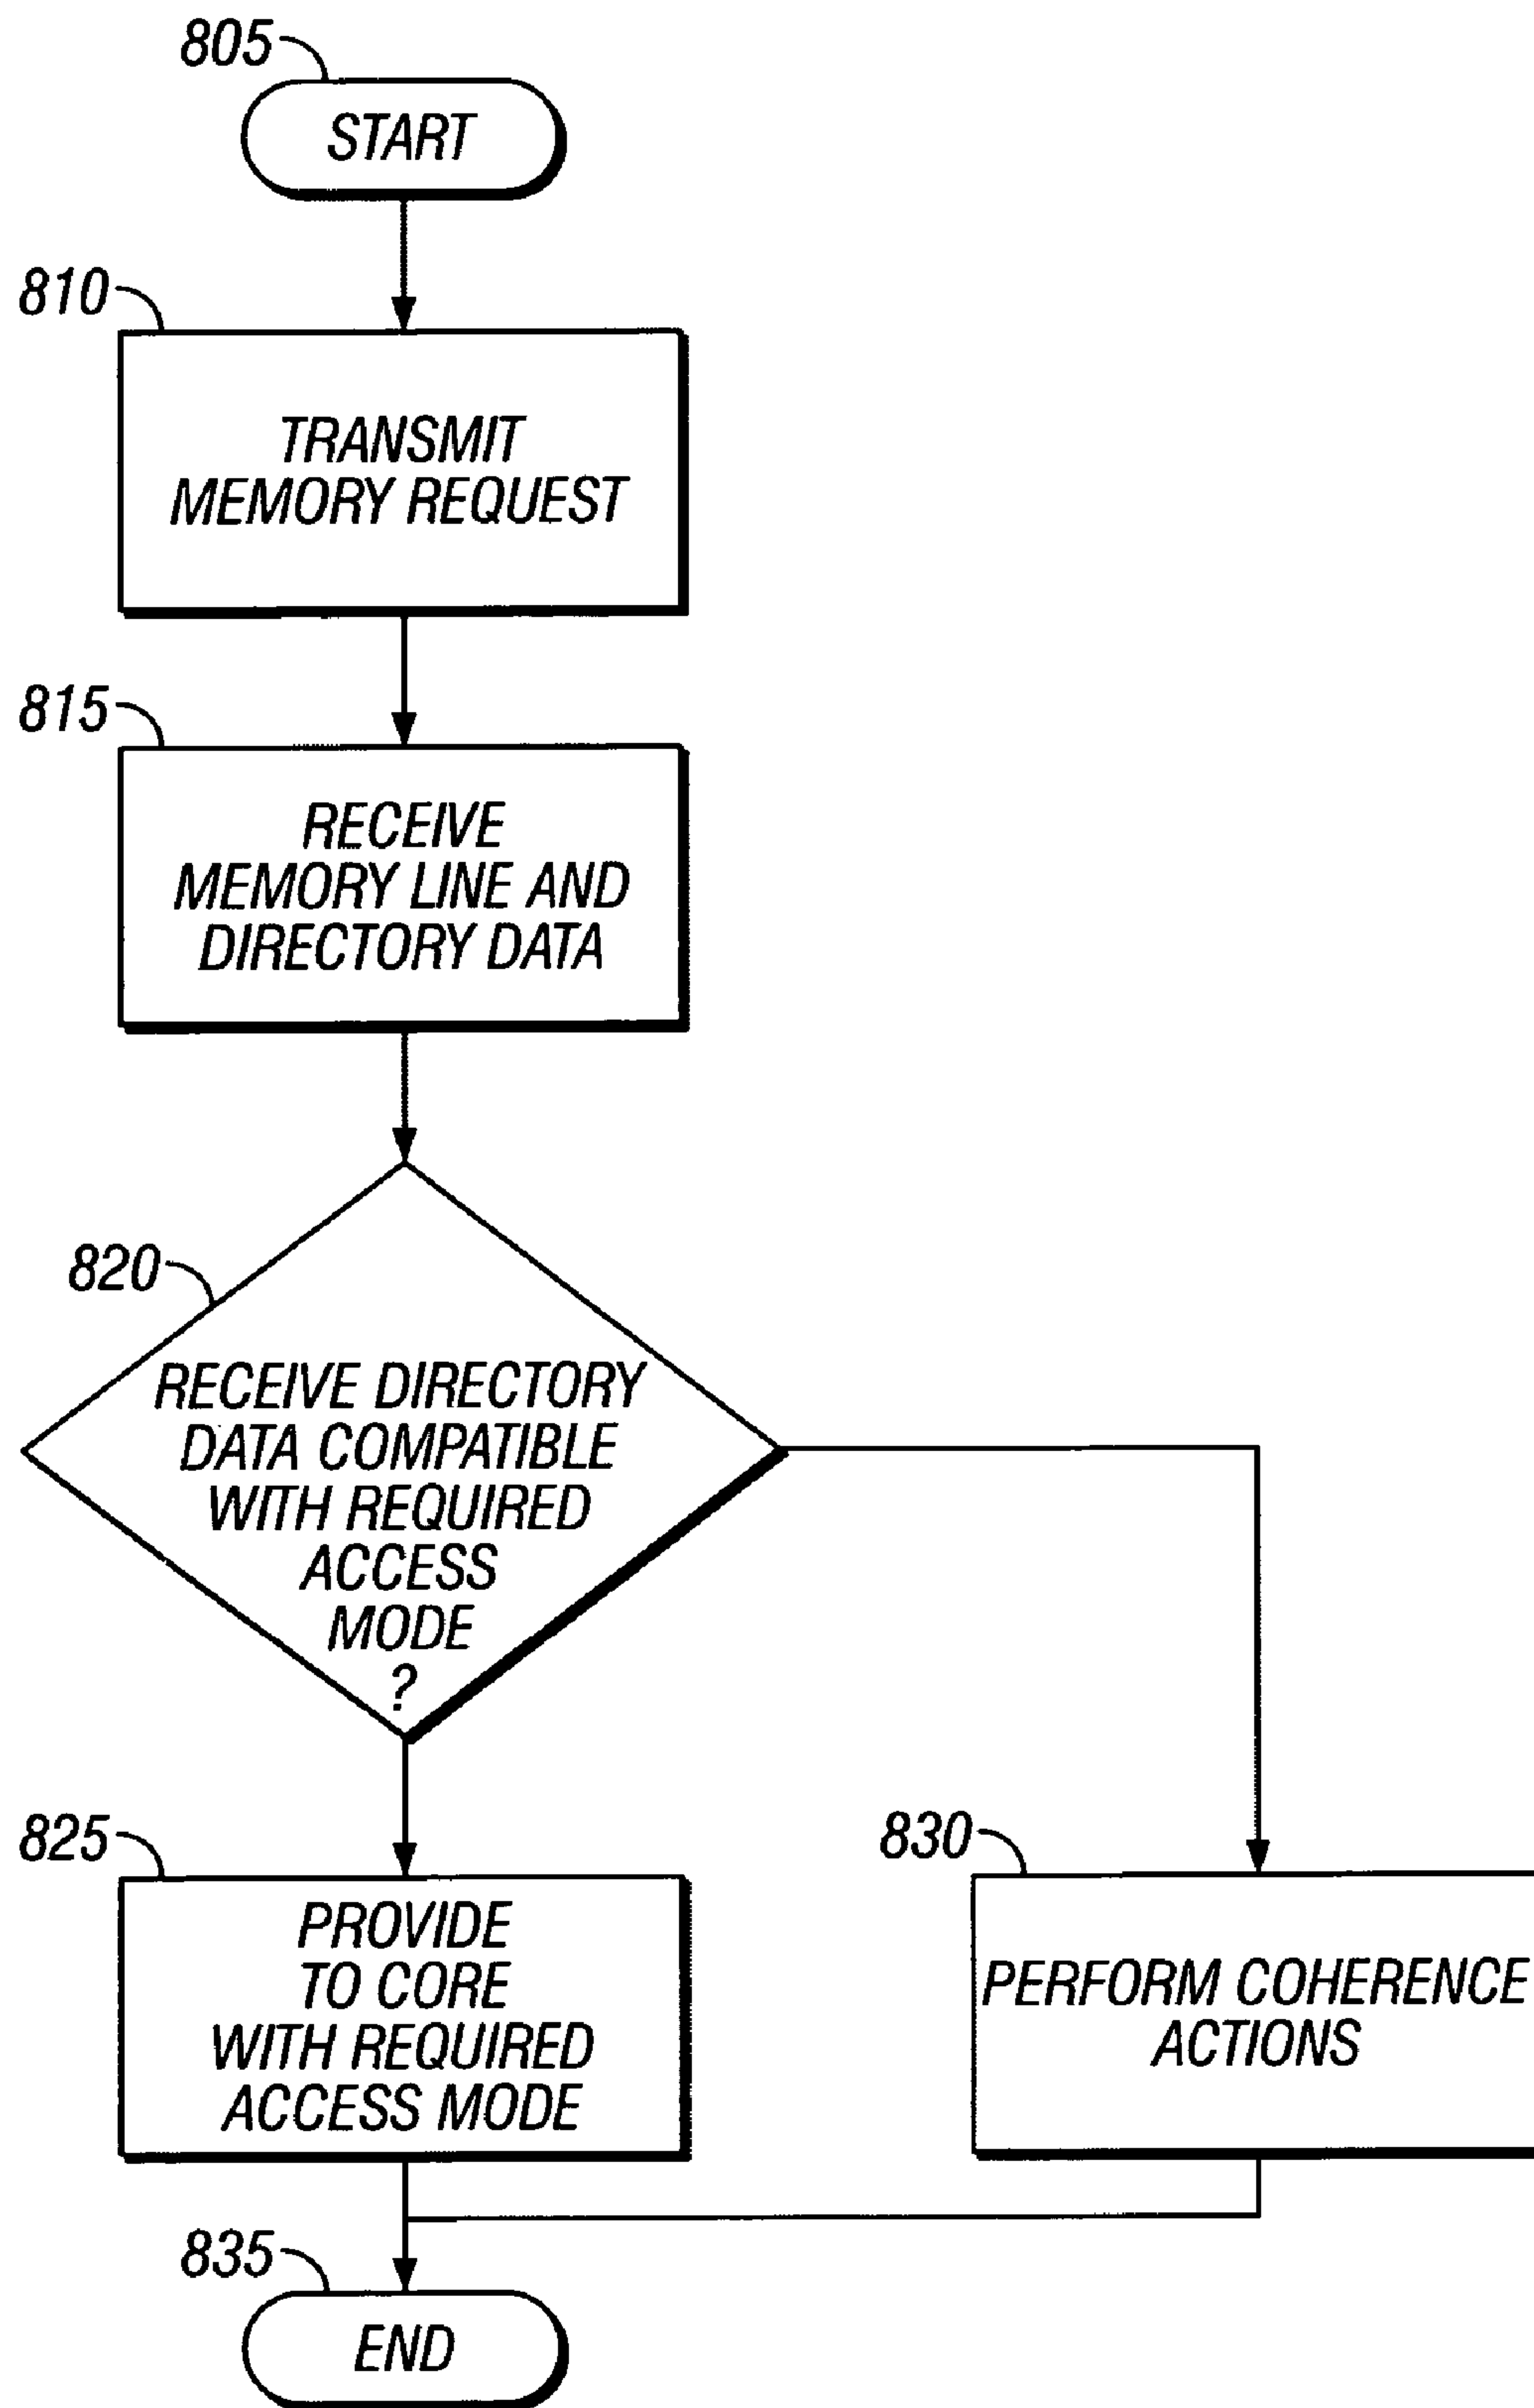 805
START
810
TRANSMIT
MEMORY REQUEST
815
RECEIVE
MEMORY LINE AND
DIRECTORY DATA
820
RECEIVE DIRECTORY
DATA COMPATIBLE
WITH REQUIRED
ACCESS
MODE
?
825
PROVIDE
TO CORE
WITH REQUIRED
ACCESS MODE
830
PERFORM COHERENCE
ACTIONS
835
END